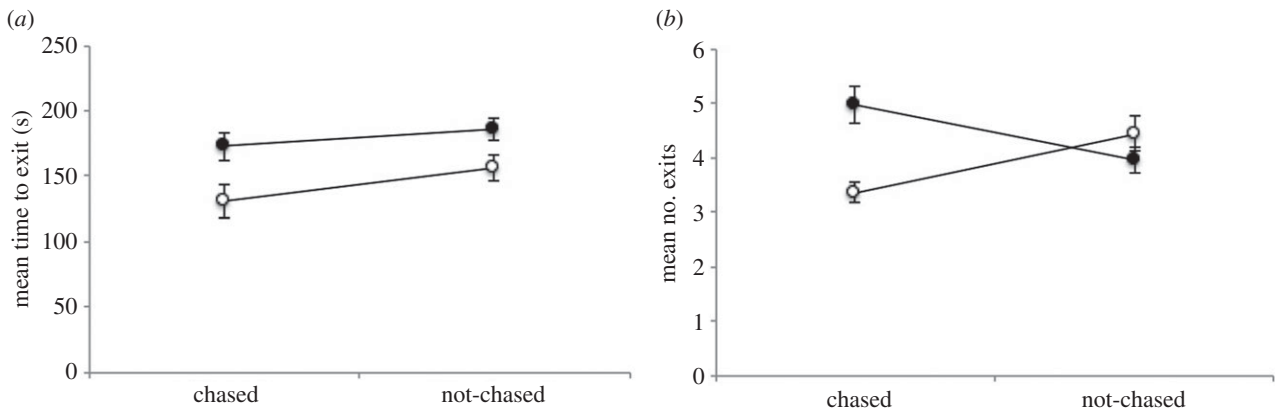 (a)
250
200
150
100
50
0
mean time to exit (s)
chased
not-chased
(b)
6
5
4
3
2
1
0
mean no. exits
chased
not-chased